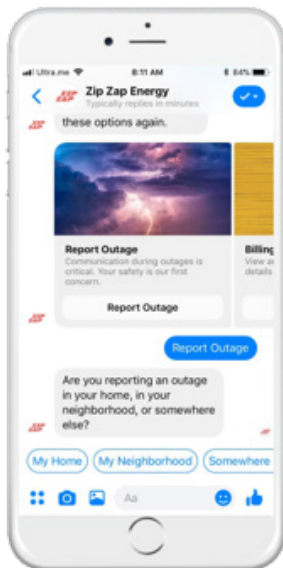 Ultra.me 8:11 AM 84%
Zip Zap Energy
Typically replies in minutes
these options again.
Report Outage
Communication during outages is
critical. Your safety is our first
concern.
Report Outage
Billing
View
details
Report Outage
Are you reporting an outage
in your home, in your
neighborhood, or somewhere
else?
My Home My Neighborhood Somewhere
Aa